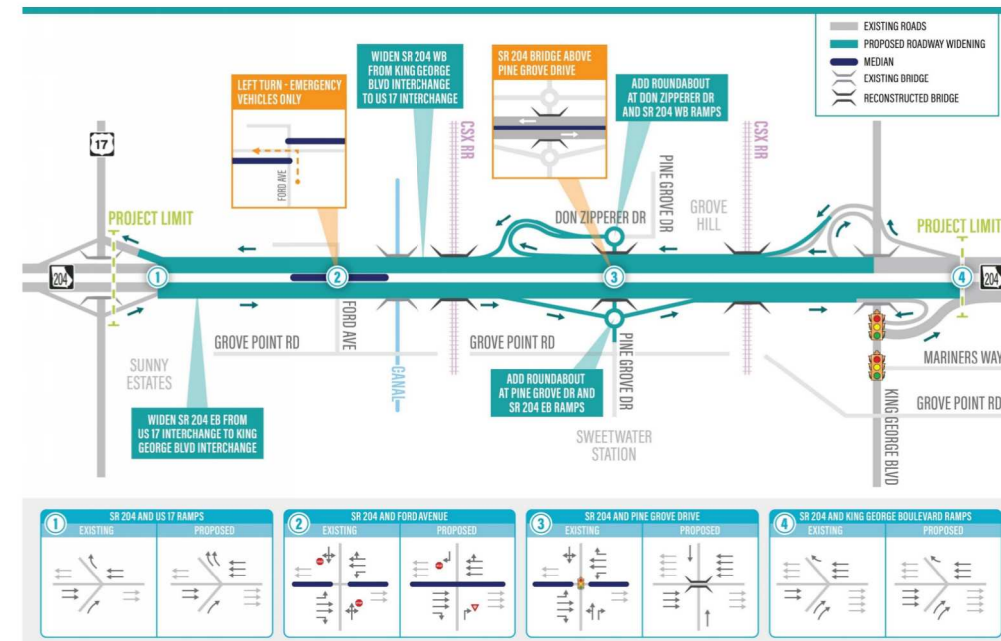 EXISTING ROADS
PROPOSED ROADWAY WIDENING
MEDIAN
EXISTING BRIDGE
RECONSTRUCTED BRIDGE
WIDEN SR 204 WB
FROM KING GEORGE
BLVD INTERCHANGE
TO US 17 INTERCHANGE
SR 204 BRIDGE ABOVE
PINE GROVE DRIVE
LEFT TURN - EMERGENCY
VEHICLES ONLY
FORD AVE
ADD ROUNDABOUT
AT DON ZIPPERER DR
AND SR 204 WB RAMPS
17
CSX RR
CSX RR
PINE GROVE DR
DON ZIPPERER DR
GROVE
HILL
PROJECT LIMIT
PROJECT LIMIT
204
1
2
3
4
204
FORD AVE
GROVE POINT RD
GROVE POINT RD
CANAL
PINE GROVE DR
SUNNY
ESTATES
MARINERS WAY
GROVE POINT RD
KING GEORGE BLVD
ADD ROUNDABOUT
AT PINE GROVE DR AND
SR 204 EB RAMPS
WIDEN SR 204 EB FROM
US 17 INTERCHANGE TO KING
GEORGE BLVD INTERCHANGE
SWEETWATER
STATION
1
SR 204 AND US 17 RAMPS
EXISTING
PROPOSED
2
SR 204 AND FORD AVENUE
EXISTING
PROPOSED
3
SR 204 AND PINE GROVE DRIVE
EXISTING
PROPOSED
4
SR 204 AND KING GEORGE BOULEVARD RAMPS
EXISTING
PROPOSED